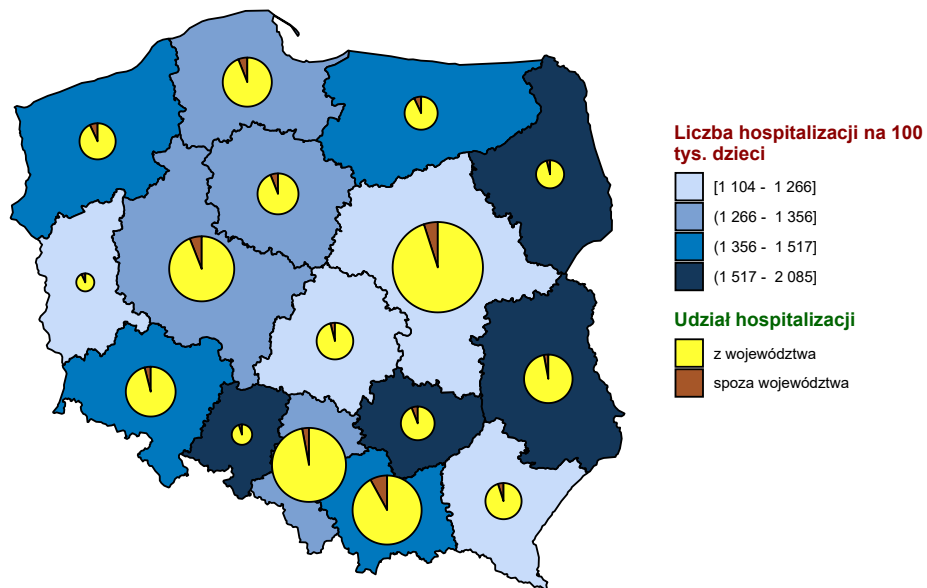 Liczba hospitalizacji na 100
tys. dzieci
[1 104 - 1 266]
(1 266 - 1 356]
(1 356 - 1 517]
(1 517 - 2 085]
Udział hospitalizacji
z województwa
spoza województwa